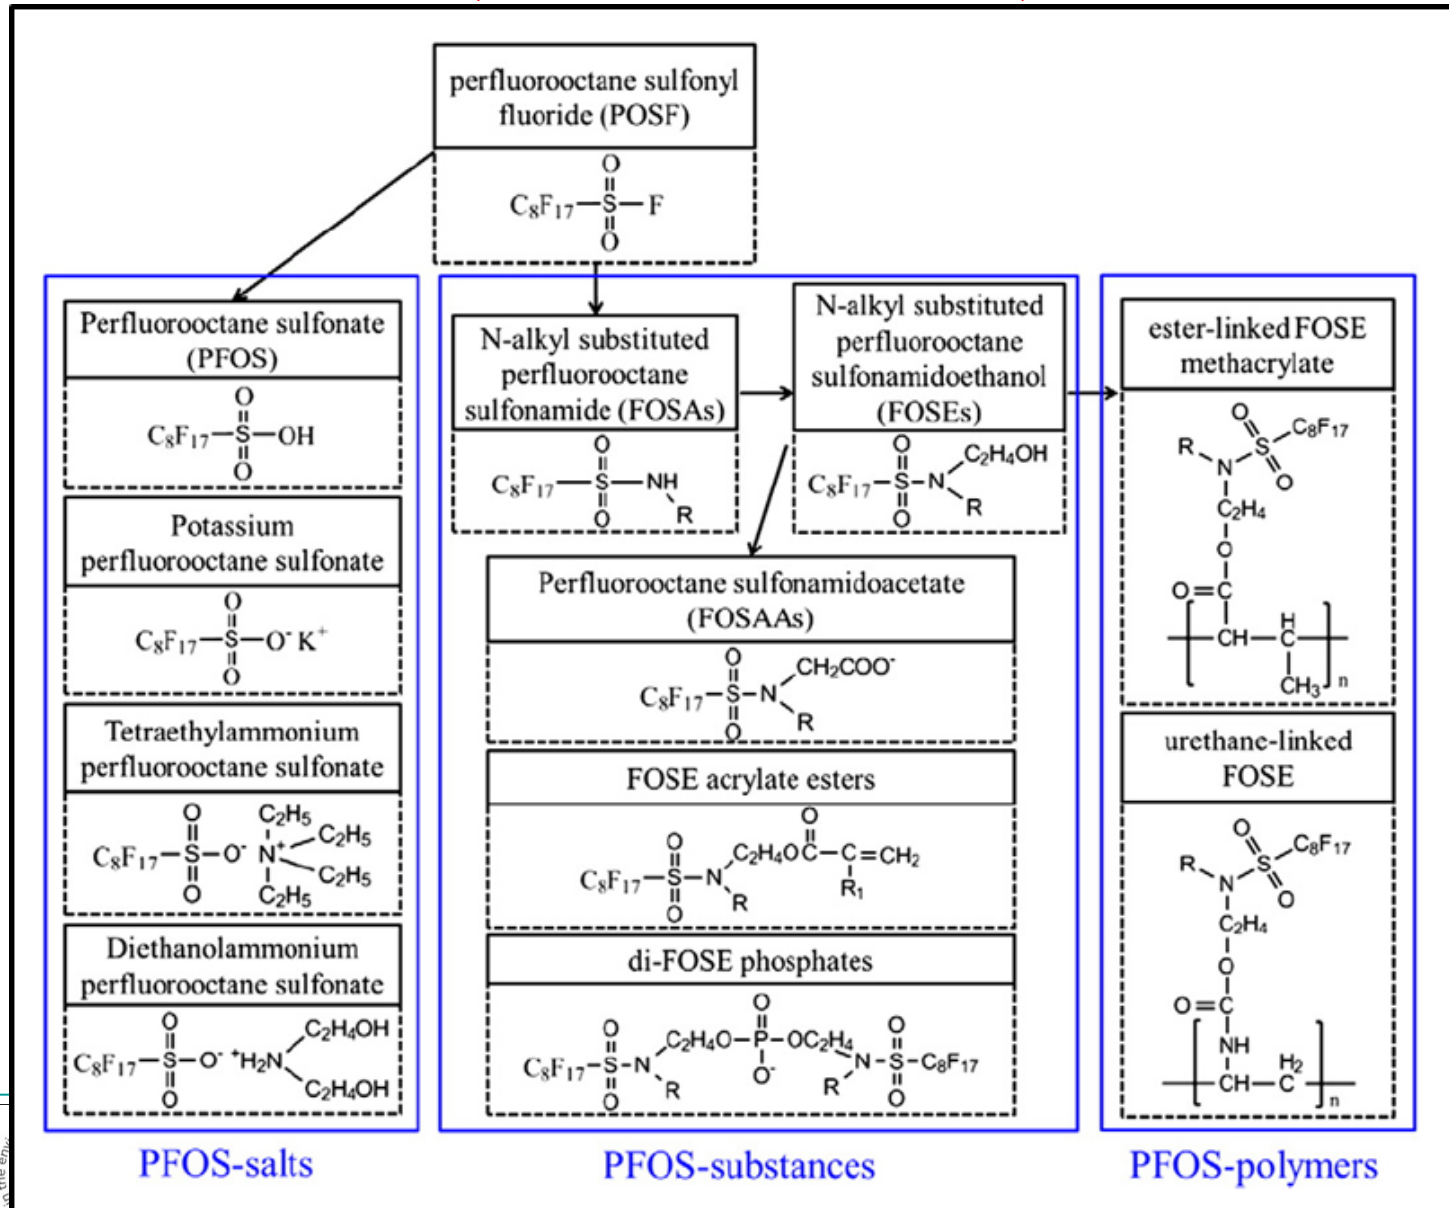 perfluorooctane sulfonyl
fluoride (POSF)
O
C₈F₁₇—S—F
O
Perfluorooctane sulfonate
(PFOS)
O
C₈F₁₇—S—OH
O
Potassium
perfluorooctane sulfonate
O
C₈F₁₇—S—O⁻ K⁺
O
Tetraethylammonium
perfluorooctane sulfonate
O C₂H₅
C₂H₅
C₈F₁₇—S—O⁻ N⁺
C₂H₅
O C₂H₅
Diethanolammonium
perfluorooctane sulfonate
O C₂H₄OH
C₈F₁₇—S—O⁻ ⁺H₂N
O C₂H₄OH
PFOS-salts
N-alkyl substituted
perfluorooctane
sulfonamide (FOSAs)
O
C₈F₁₇—S—NH
O R
N-alkyl substituted
perfluorooctane
sulfonamidoethanol
(FOSEs)
O C₂H₄OH
C₈F₁₇—S—N
O R
Perfluorooctane sulfonamidoacetate
(FOSAAs)
O CH₂COO⁻
C₈F₁₇—S—N
O R
FOSE acrylate esters
O
O C₂H₄OC—C=CH₂
C₈F₁₇—S—N R₁
O R
di-FOSE phosphates
O
O C₂H₄O—P—OC₂H₄ O
C₈F₁₇—S—N O⁻ N—S—C₈F₁₇
O R R O
PFOS-substances
ester-linked FOSE
methacrylate
O C₈F₁₇
R S
N O
C₂H₄
O
O=C
H
CH—C
CH₃ n
urethane-linked
FOSE
O C₈F₁₇
R S
N O
C₂H₄
O
O=C
NH
H₂
CH—C
n
PFOS-polymers